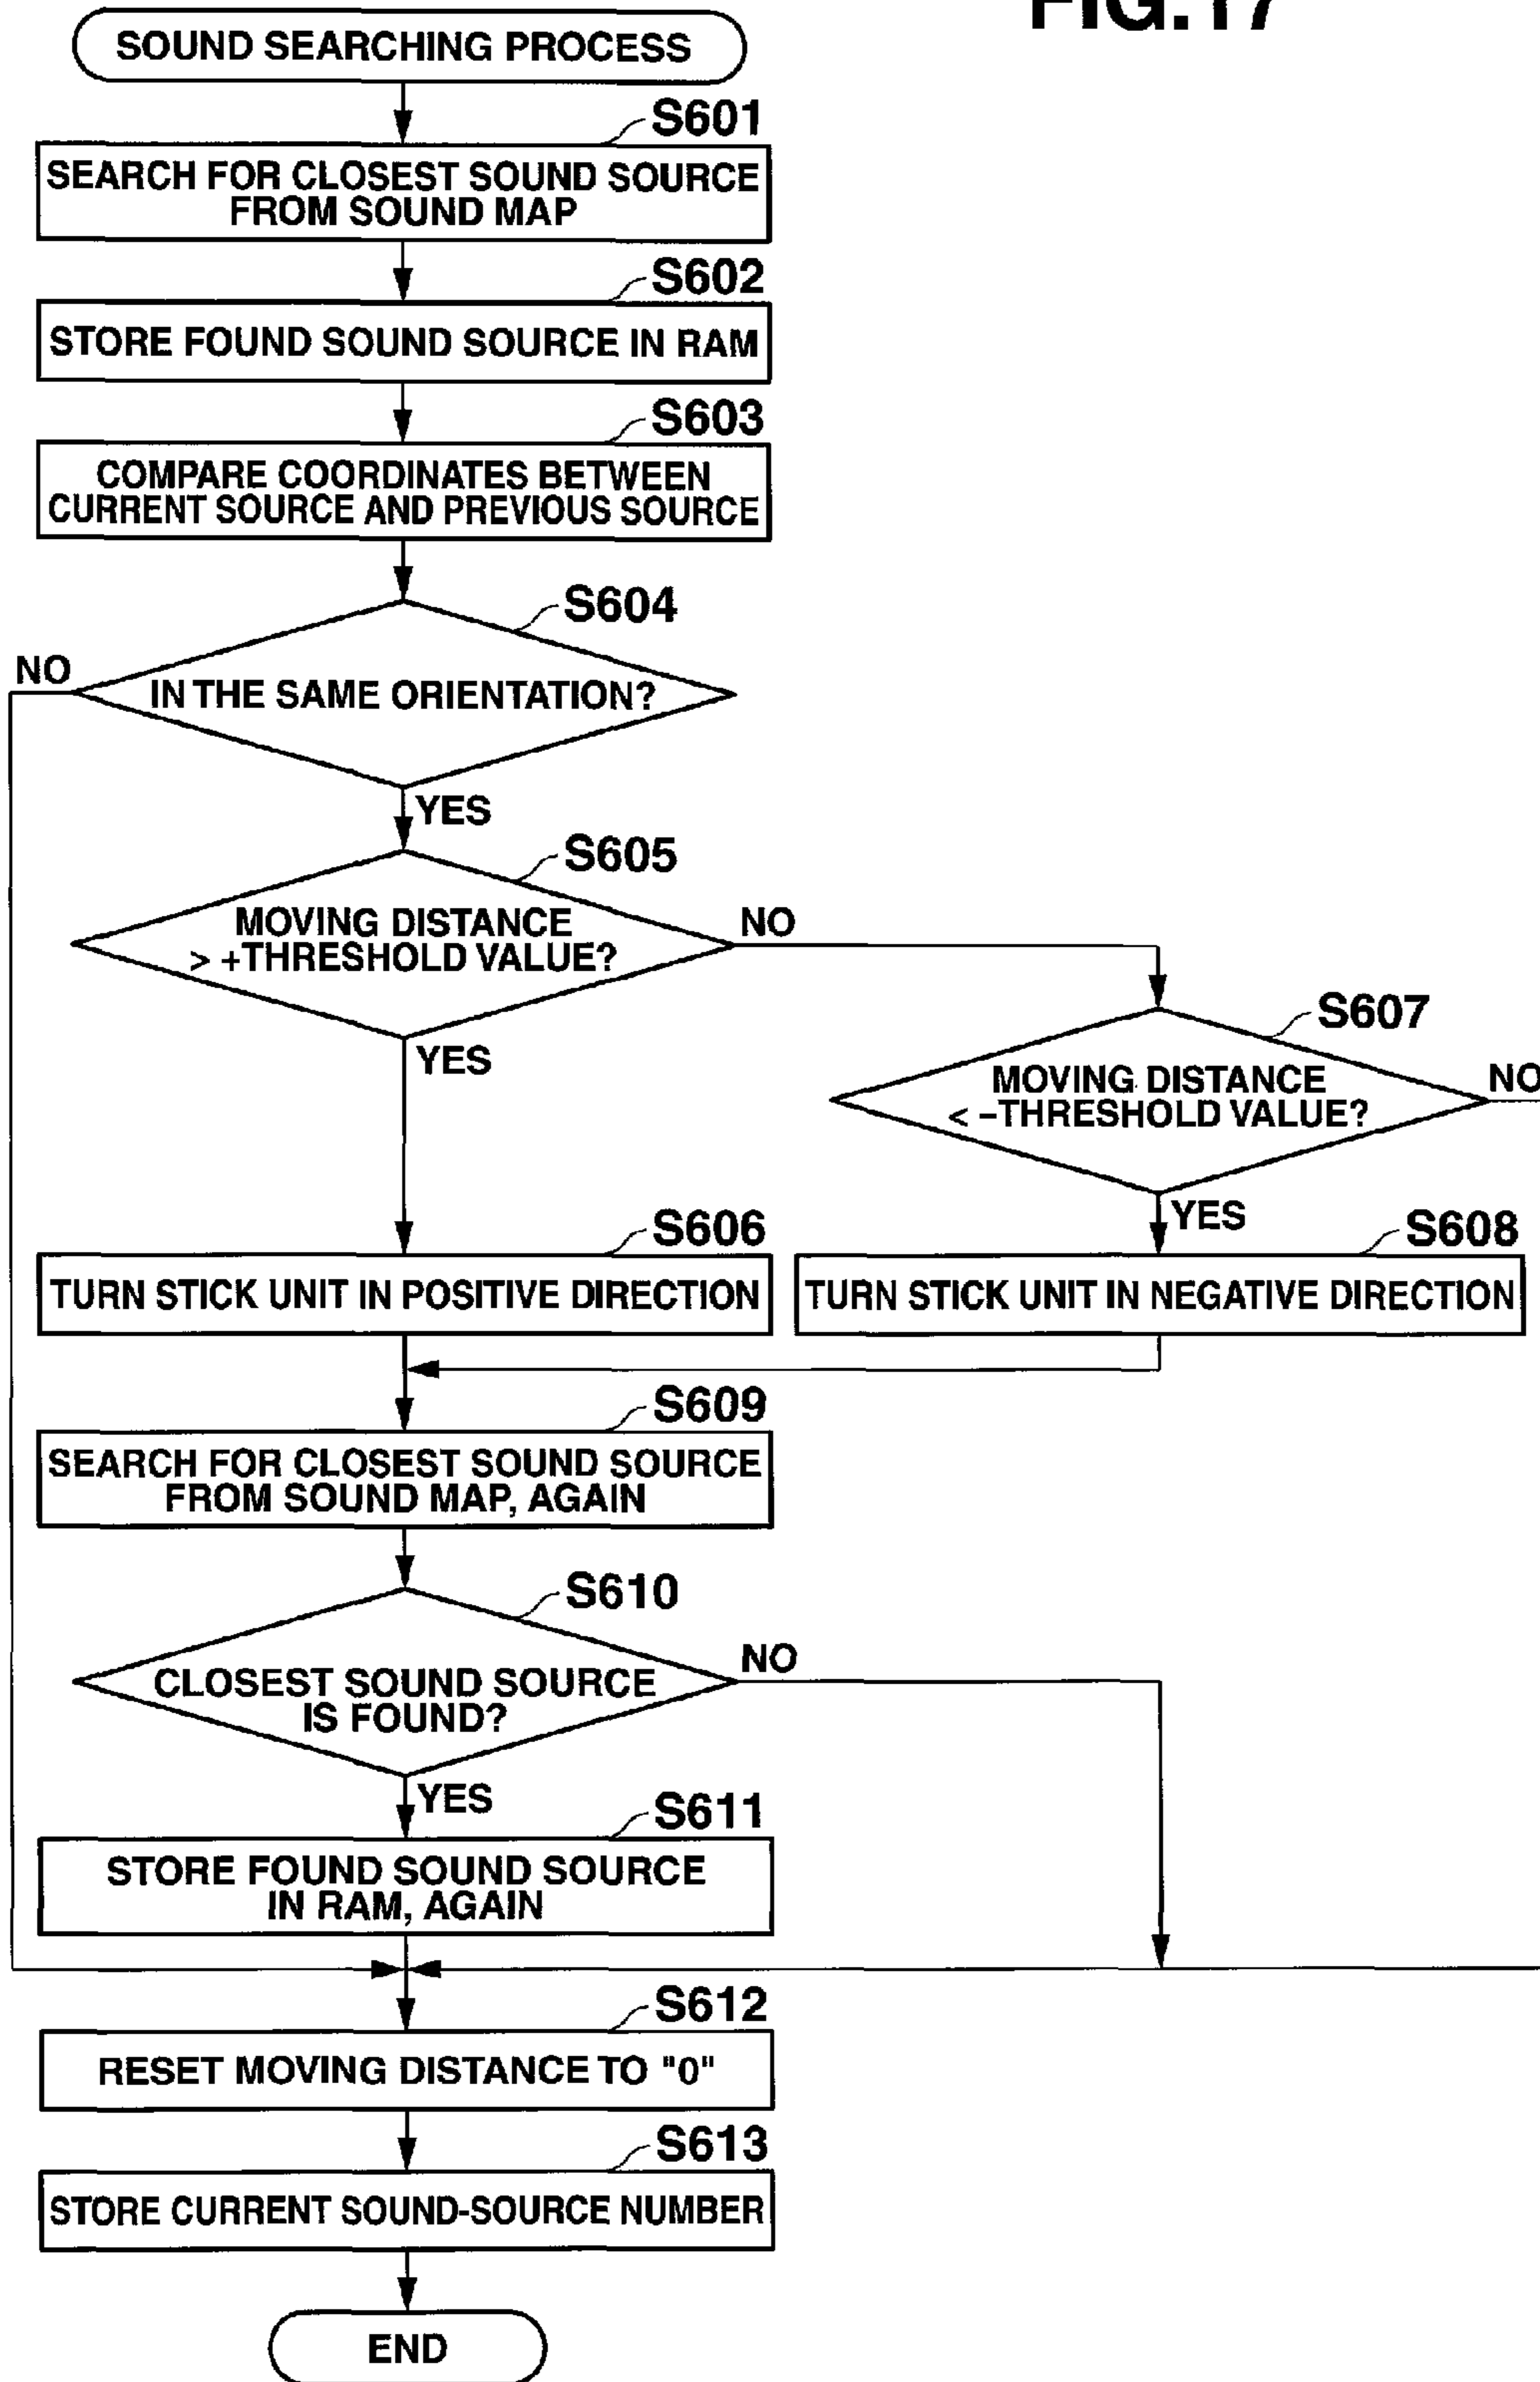 FIG.17
SOUND SEARCHING PROCESS
S601
SEARCH FOR CLOSEST SOUND SOURCE
FROM SOUND MAP
S602
STORE FOUND SOUND SOURCE IN RAM
S603
COMPARE COORDINATES BETWEEN
CURRENT SOURCE AND PREVIOUS SOURCE
S604
NO
IN THE SAME ORIENTATION?
YES
S605
MOVING DISTANCE
> +THRESHOLD VALUE?
NO
YES
S607
MOVING DISTANCE
< −THRESHOLD VALUE?
NO
YES
S606
TURN STICK UNIT IN POSITIVE DIRECTION
S608
TURN STICK UNIT IN NEGATIVE DIRECTION
S609
SEARCH FOR CLOSEST SOUND SOURCE
FROM SOUND MAP, AGAIN
S610
CLOSEST SOUND SOURCE
IS FOUND?
NO
YES
S611
STORE FOUND SOUND SOURCE
IN RAM, AGAIN
S612
RESET MOVING DISTANCE TO "0"
S613
STORE CURRENT SOUND-SOURCE NUMBER
END